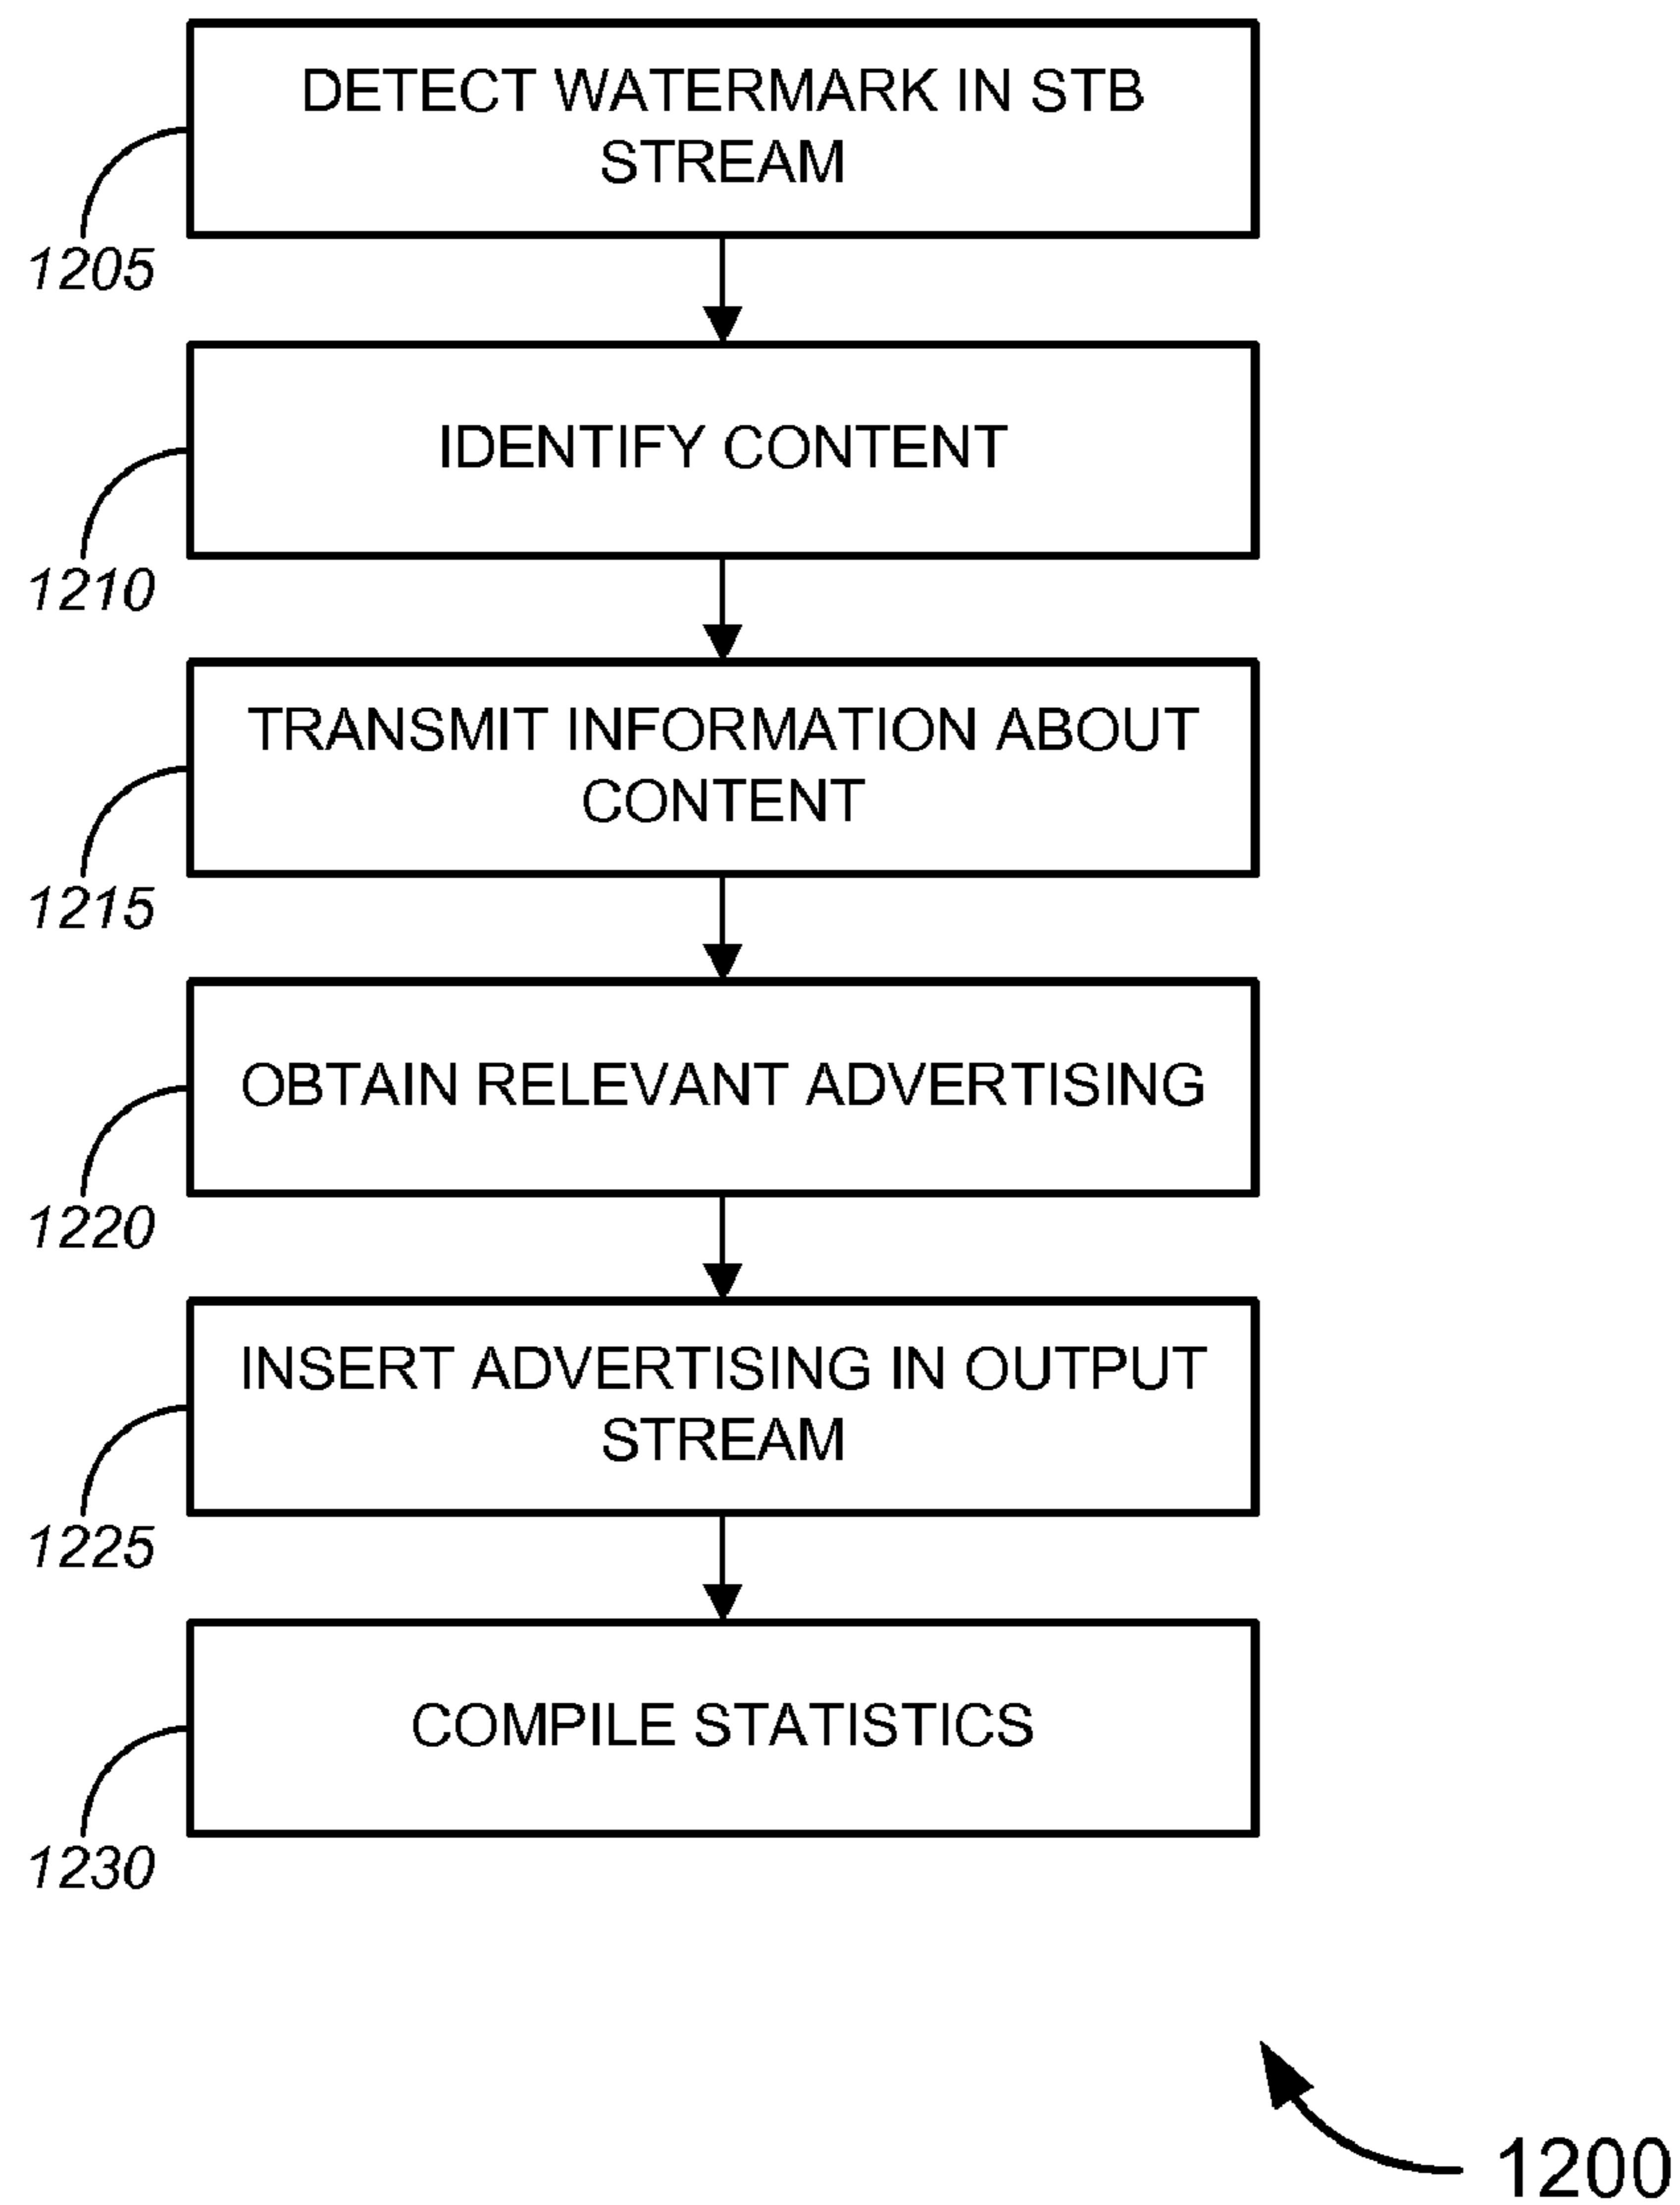 DETECT WATERMARK IN STB
STREAM
1205
IDENTIFY CONTENT
1210
TRANSMIT INFORMATION ABOUT
CONTENT
1215
OBTAIN RELEVANT ADVERTISING
1220
INSERT ADVERTISING IN OUTPUT
STREAM
1225
COMPILE STATISTICS
1230
1200